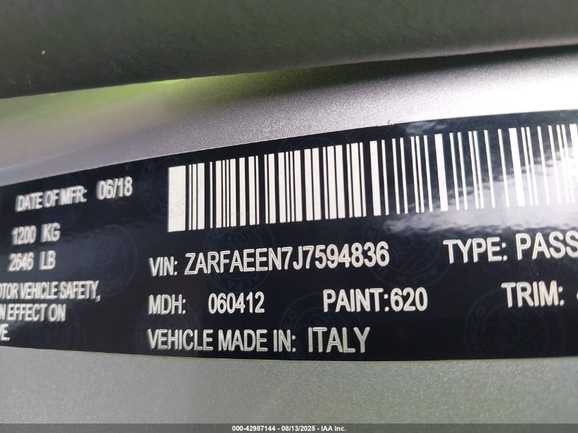 DATE OF MFR: 06/18
1200 KG
2646 LB
VIN: ZARFAEEN7J7594836 TYPE: PASS
MOTOR VEHICLE SAFETY,
MDH: 060412 PAINT:620 TRIM:
EFFECT ON
VEHICLE MADE IN: ITALY
000-42987144 - 08/13/2025 - IAA Inc.